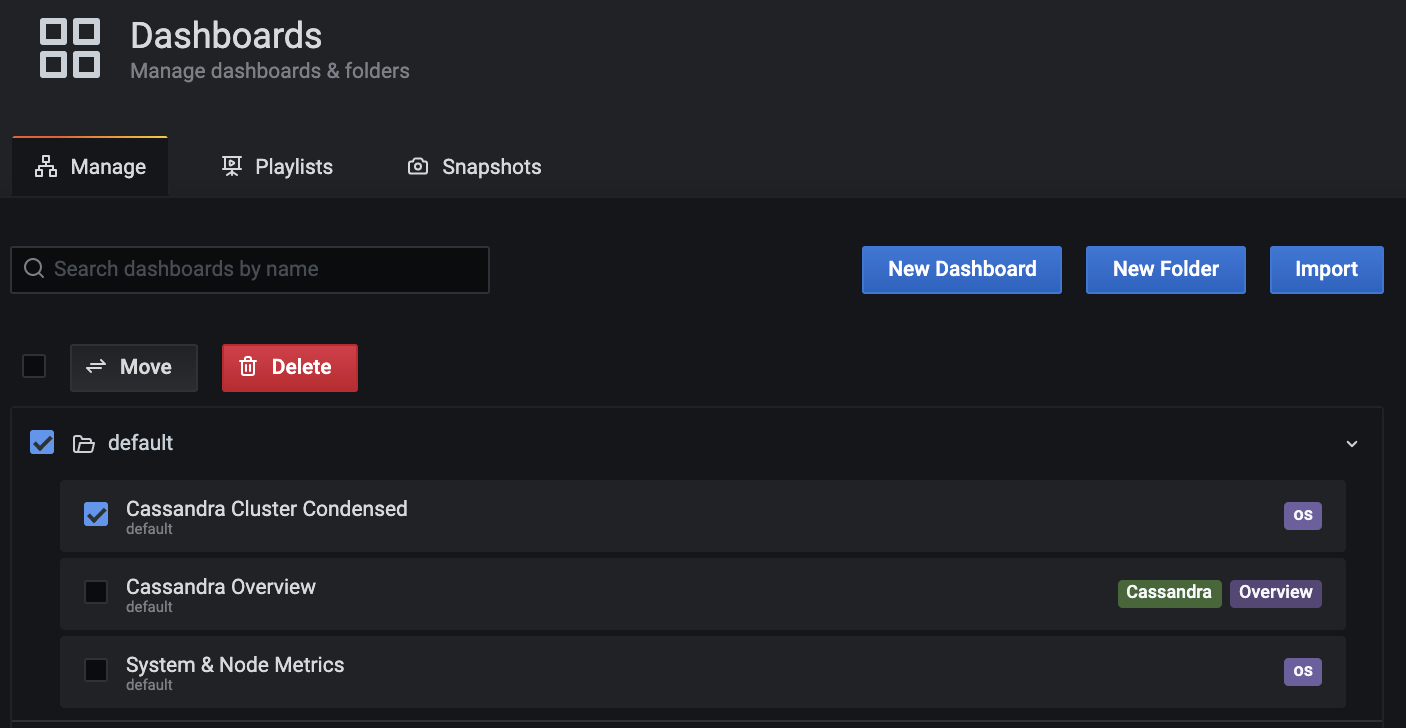 Dashboards
Manage dashboards & folders
Manage Playlists Snapshots
Search dashboards by name New Dashboard New Folder Import
Move Delete
default
Cassandra Cluster Condensed os
default
Cassandra Overview Cassandra Overview
default
System & Node Metrics os
default